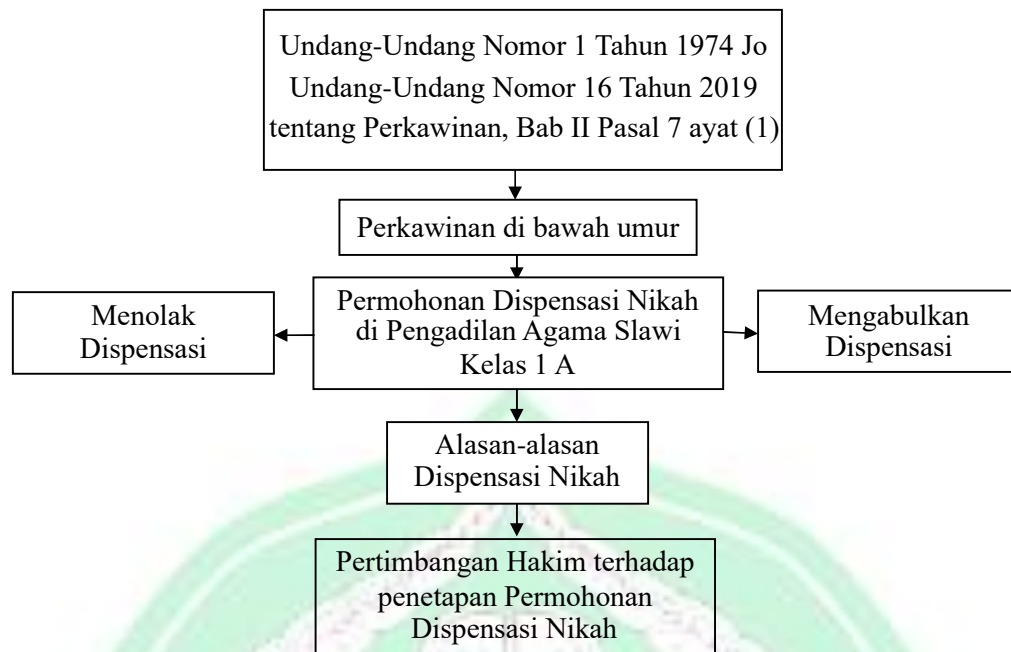 Undang-Undang Nomor 1 Tahun 1974 Jo
Undang-Undang Nomor 16 Tahun 2019
tentang Perkawinan, Bab II Pasal 7 ayat (1)
Perkawinan di bawah umur
Menolak
Dispensasi
Permohonan Dispensasi Nikah
di Pengadilan Agama Slawi
Kelas 1 A
Mengabulkan
Dispensasi
Alasan-alasan
Dispensasi Nikah
Pertimbangan Hakim terhadap
penetapan Permohonan
Dispensasi Nikah